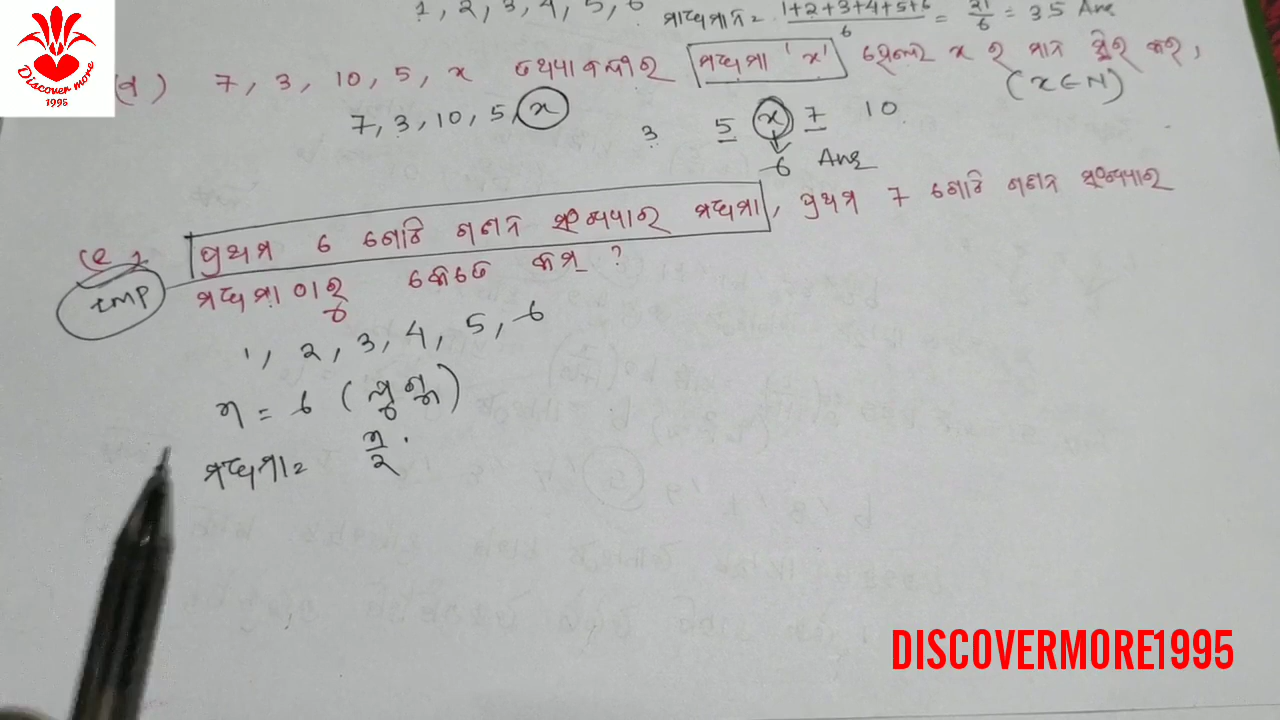 1, 2, 3, 4, 5, 6 ମାଧ୍ୟମାନ = 1+2+3+4+5+6/6 = 21/6 = 35 Ans
Discover more
1995
7, 3, 10, 5, x ତଥ୍ୟାବଳୀର ମଧ୍ୟମା 'x' ହେଲେ x ର ମାନ ସ୍ଥିର କର,
(x ∈ N)
7, 3, 10, 5, x 3 5 x 7 10
6 Ans
ପ୍ରଥମ 6 ଗୋଟି ଗଣନ ସଂଖ୍ୟାର ମଧ୍ୟମା, ପ୍ରଥମ 7 ଗୋଟି ଗଣନ ସଂଖ୍ୟାର
IMP ମଧ୍ୟମା ଠାରୁ କେତେ କମ୍ ?
1, 2, 3, 4, 5, 6
n = 6 (ଯୁଗ୍ମ)
ମଧ୍ୟମା = n/2
DISCOVERMORE1995